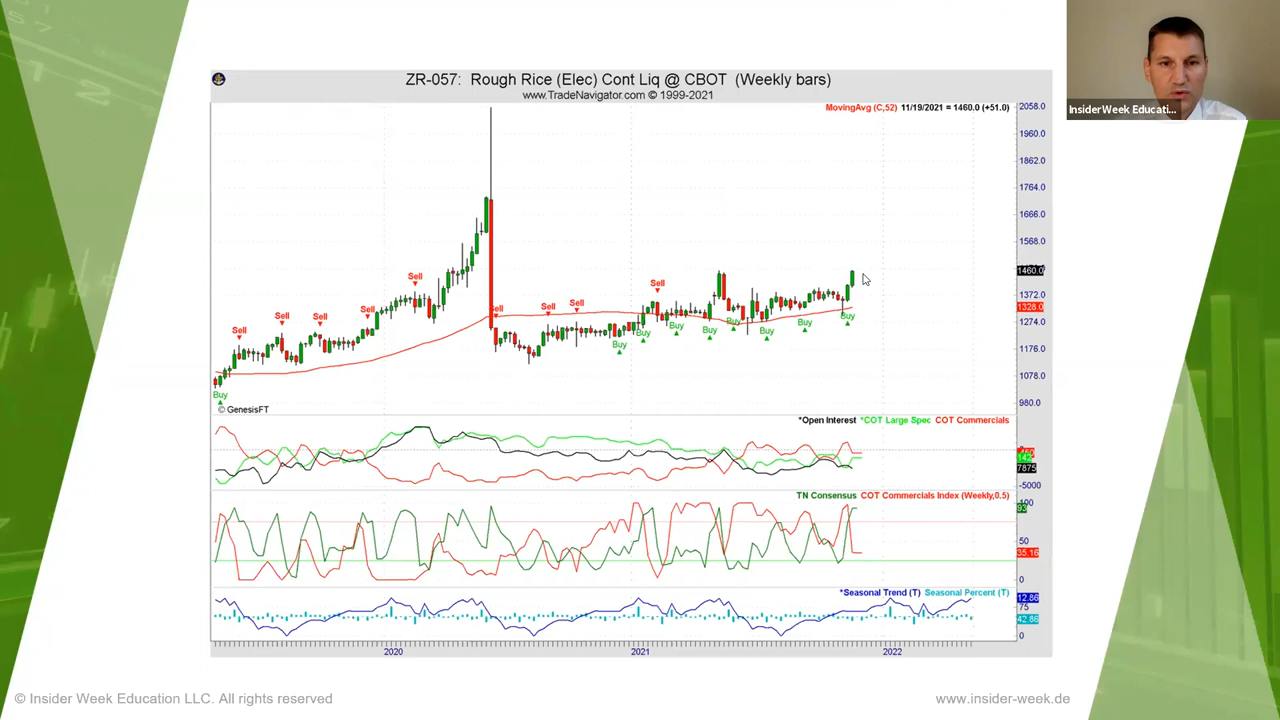 ZR-057: Rough Rice (Elec) Cont Liq @ CBOT (Weekly bars)
www.TradeNavigator.com © 1999-2021
InsiderWeek Educati...
MovingAvg (C,52) 11/19/2021 = 1460.0 (+51.0)
2058.0
1960.0
1862.0
1764.0
1666.0
1568.0
1460.0
1372.0
1328.0
1274.0
1176.0
1078.0
980.0
Sell
Sell
Sell
Sell
Sell
Sell
Sell
Sell
Sell
Buy
Buy
Buy
Buy
Buy
Buy
Buy
Buy
Buy
© GenesisFT
*Open Interest *COT Large Spec COT Commercials
7875
-5000
TN Consensus COT Commercials Index (Weekly,0.5)
100
93
50
35.16
0
*Seasonal Trend (T) Seasonal Percent (T)
12.86
75
42.86
0
2020 2021 2022
© Insider Week Education LLC. All rights reserved
www.insider-week.de